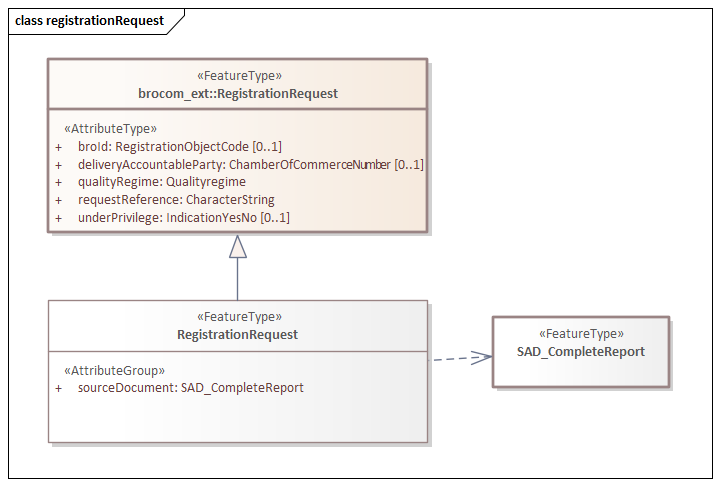 class registrationRequest
«FeatureType»
brocom_ext::RegistrationRequest
«AttributeType»
+ broId: RegistrationObjectCode [0..1]
+ deliveryAccountableParty: ChamberOfCommerceNumber [0..1]
+ qualityRegime: Qualityregime
+ requestReference: CharacterString
+ underPrivilege: IndicationYesNo [0..1]
«FeatureType»
RegistrationRequest
«AttributeGroup»
+ sourceDocument: SAD_CompleteReport
«FeatureType»
SAD_CompleteReport